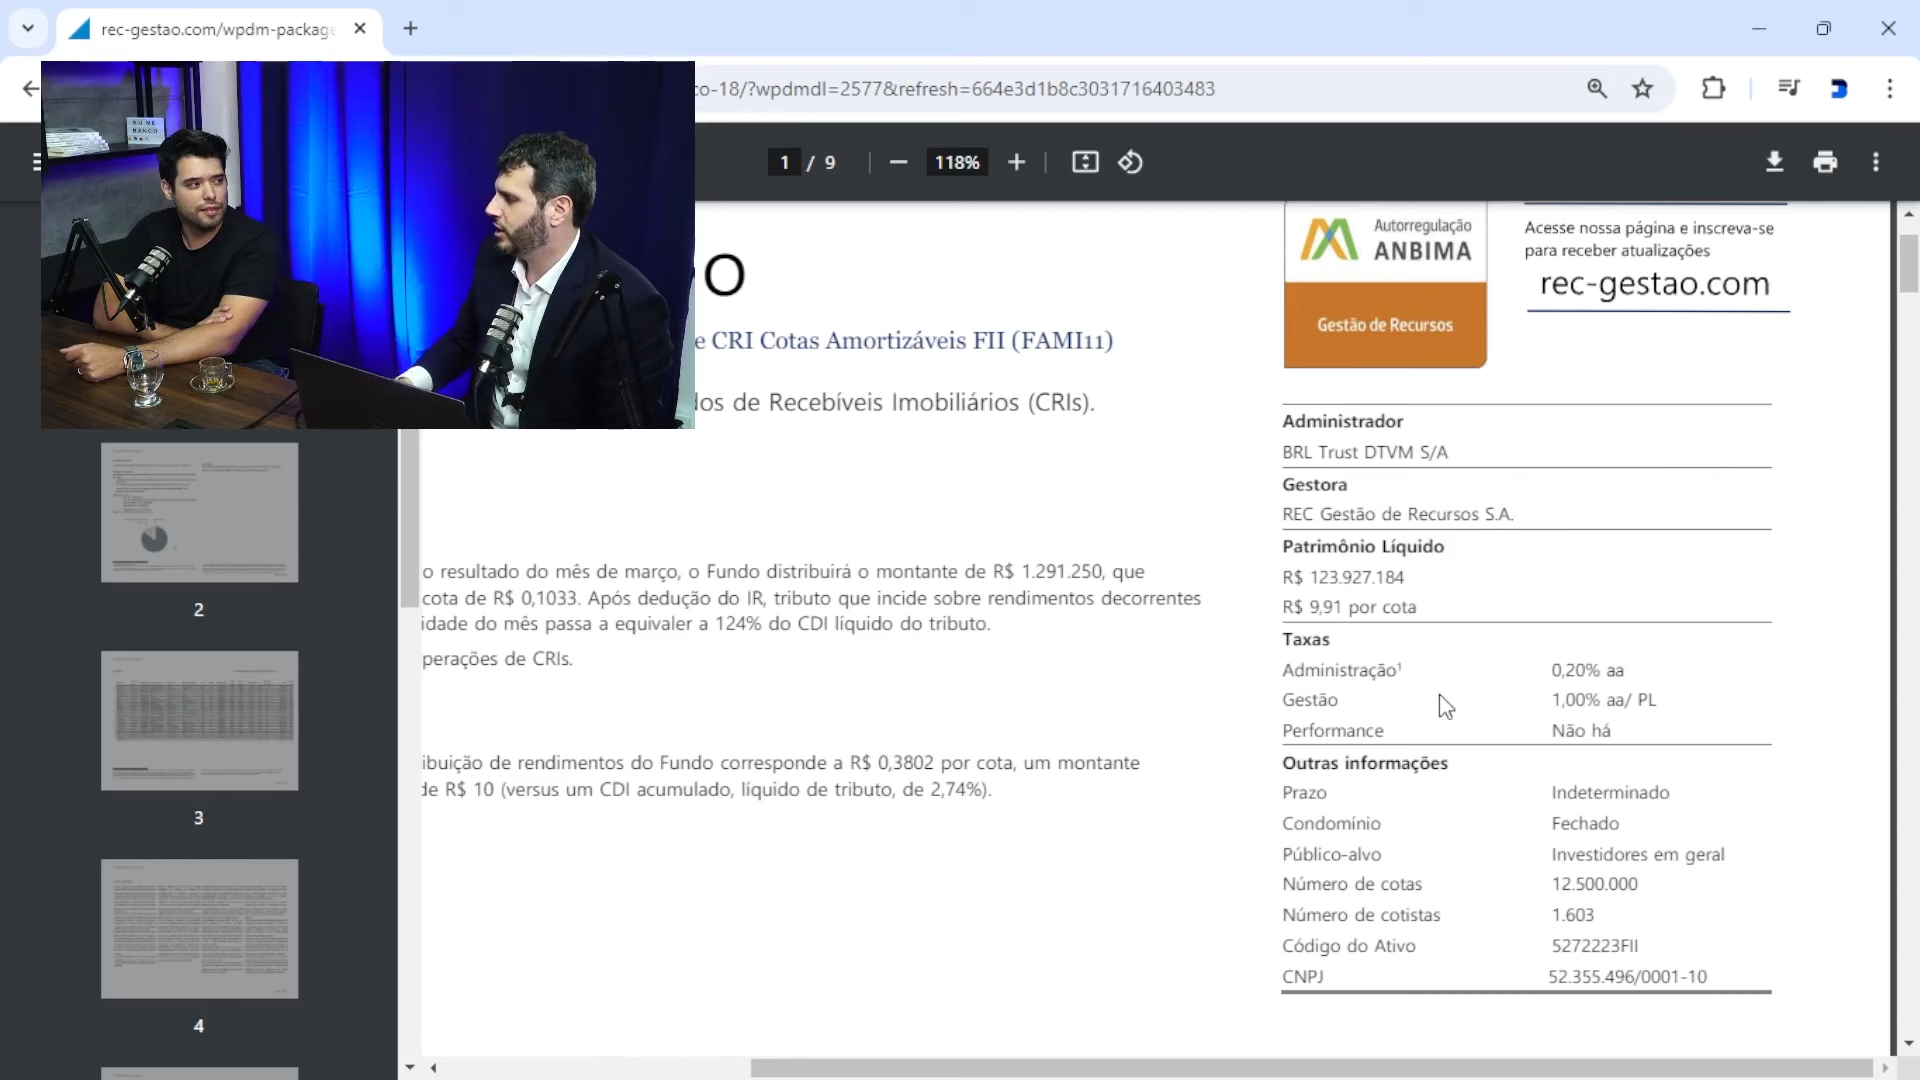 rec-gestao.com/wpdm-package
co-18/?wpdmdl=2577&refresh=664e3d1b8c3031716403483
1 / 9
118%
EU ME
BANCO
O
e CRI Cotas Amortizáveis FII (FAMI11)
dos de Recebíveis Imobiliários (CRIs).
o resultado do mês de março, o Fundo distribuirá o montante de R$ 1.291.250, que
cota de R$ 0,1033. Após dedução do IR, tributo que incide sobre rendimentos decorrentes
idade do mês passa a equivaler a 124% do CDI líquido do tributo.
perações de CRIs.
ibuição de rendimentos do Fundo corresponde a R$ 0,3802 por cota, um montante
de R$ 10 (versus um CDI acumulado, líquido de tributo, de 2,74%).
2
3
4
Autorregulação
ANBIMA
Gestão de Recursos
Acesse nossa página e inscreva-se
para receber atualizações
rec-gestao.com
Administrador
BRL Trust DTVM S/A
Gestora
REC Gestão de Recursos S.A.
Patrimônio Líquido
R$ 123.927.184
R$ 9,91 por cota
Taxas
Administração¹ 0,20% aa
Gestão 1,00% aa/ PL
Performance Não há
Outras informações
Prazo Indeterminado
Condomínio Fechado
Público-alvo Investidores em geral
Número de cotas 12.500.000
Número de cotistas 1.603
Código do Ativo 5272223FII
CNPJ 52.355.496/0001-10